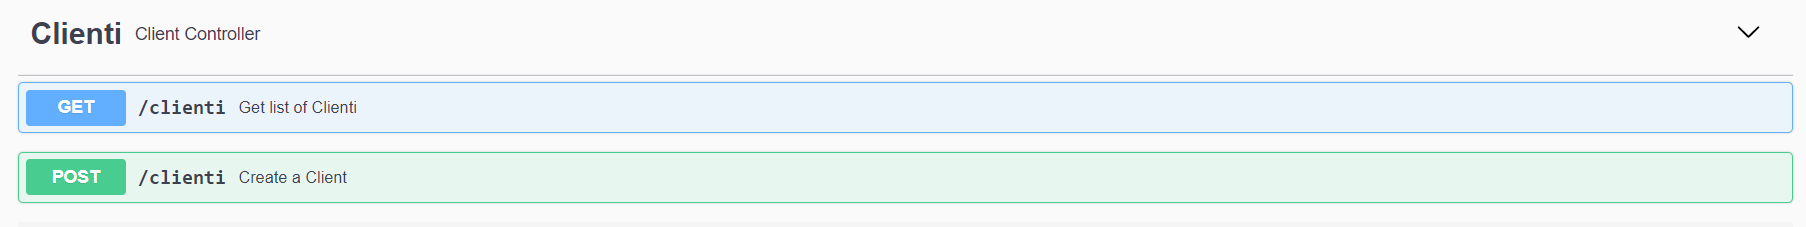 Clienti Client Controller
GET /clienti Get list of Clienti
POST /clienti Create a Client